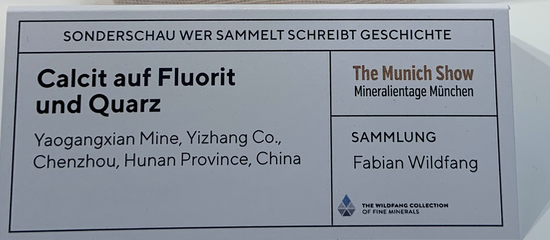 SONDERSCHAU WER SAMMELT SCHREIBT GESCHICHTE
Calcit auf Fluorit
und Quarz
Yaogangxian Mine, Yizhang Co.,
Chenzhou, Hunan Province, China
The Munich Show
Mineralientage München
SAMMLUNG
Fabian Wildfang
THE WILDFANG COLLECTION
OF FINE MINERALS